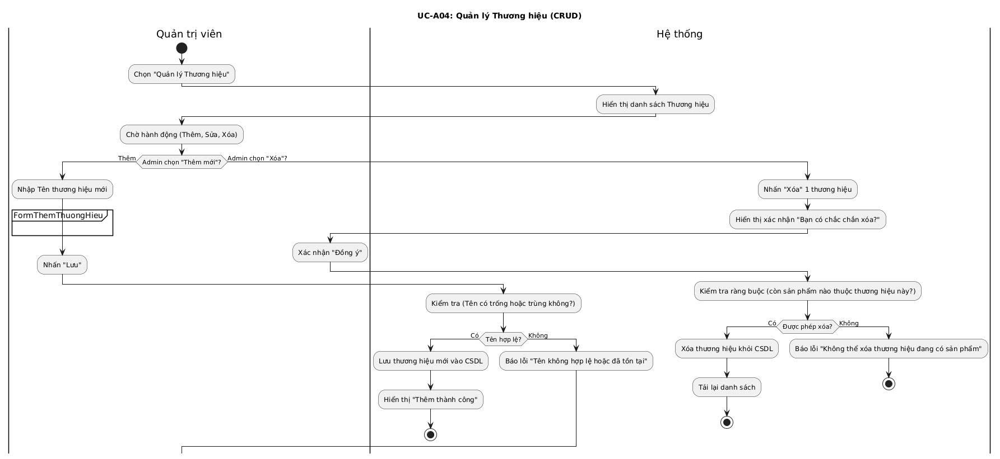 UC-A04: Quản lý Thương hiệu (CRUD)
Quản trị viên
Hệ thống
Chọn "Quản lý Thương hiệu"
Hiển thị danh sách Thương hiệu
Chờ hành động (Thêm, Sửa, Xóa)
Thêm
Admin chọn "Thêm mới"?
Admin chọn "Xóa"?
Nhập Tên thương hiệu mới
Nhấn "Xóa" 1 thương hiệu
FormThemThuongHieu
Hiển thị xác nhận "Bạn có chắc chắn xóa?"
Xác nhận "Đồng ý"
Nhấn "Lưu"
Kiểm tra ràng buộc (còn sản phẩm nào thuộc thương hiệu này?)
Kiểm tra (Tên có trống hoặc trùng không?)
Có
Được phép xóa?
Không
Có
Tên hợp lệ?
Không
Xóa thương hiệu khỏi CSDL
Báo lỗi "Không thể xóa thương hiệu đang có sản phẩm"
Lưu thương hiệu mới vào CSDL
Báo lỗi "Tên không hợp lệ hoặc đã tồn tại"
Tải lại danh sách
Hiển thị "Thêm thành công"